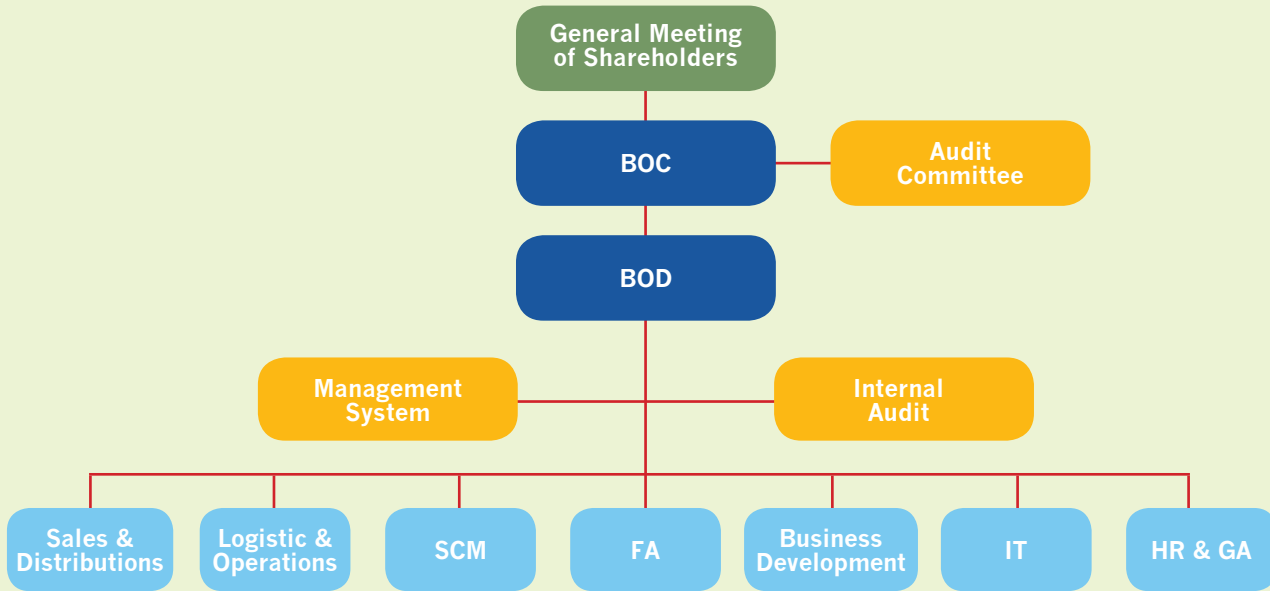 General Meeting
of Shareholders
BOC
Audit
Committee
BOD
Management
System
Internal
Audit
Sales &
Distributions
Logistic &
Operations
SCM
FA
Business
Development
IT
HR & GA